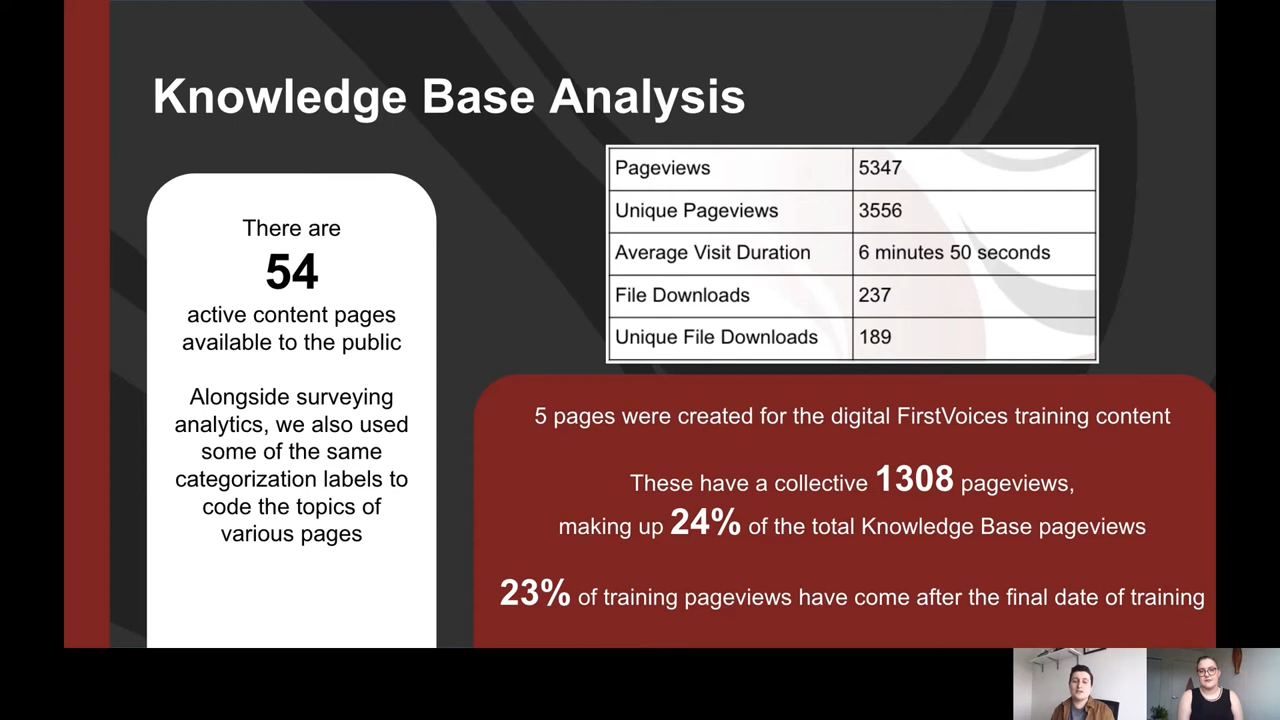 Knowledge Base Analysis
There are
54
active content pages
available to the public
Alongside surveying
analytics, we also used
some of the same
categorization labels to
code the topics of
various pages
Pageviews 5347
Unique Pageviews 3556
Average Visit Duration 6 minutes 50 seconds
File Downloads 237
Unique File Downloads 189
5 pages were created for the digital FirstVoices training content
These have a collective 1308 pageviews,
making up 24% of the total Knowledge Base pageviews
23% of training pageviews have come after the final date of training